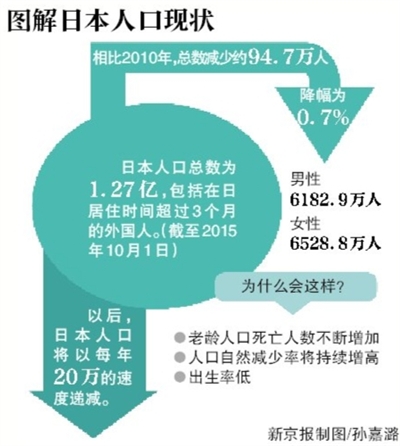 图解日本人口现状
相比2010年,总数减少约94.7万人
降幅为
0.7%
日本人口总数为
1.27亿,包括在日
居住时间超过3个月
的外国人。(截至2015
年10月1日)
男性
6182.9万人
女性
6528.8万人
为什么会这样?
以后,
日本人口
将以每年
20万的速
度递减。
●老龄人口死亡人数不断增加
●人口自然减少率将持续增高
●出生率低
新京报制图/孙嘉潞